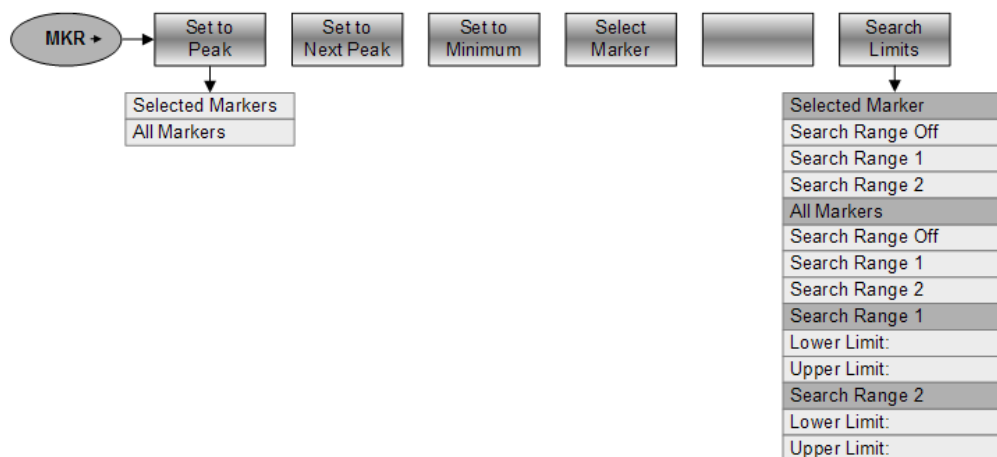 MKR →
Set to
Peak
Set to
Next Peak
Set to
Minimum
Select
Marker
Search
Limits
Selected Markers
All Markers
Selected Marker
Search Range Off
Search Range 1
Search Range 2
All Markers
Search Range Off
Search Range 1
Search Range 2
Search Range 1
Lower Limit:
Upper Limit:
Search Range 2
Lower Limit:
Upper Limit: